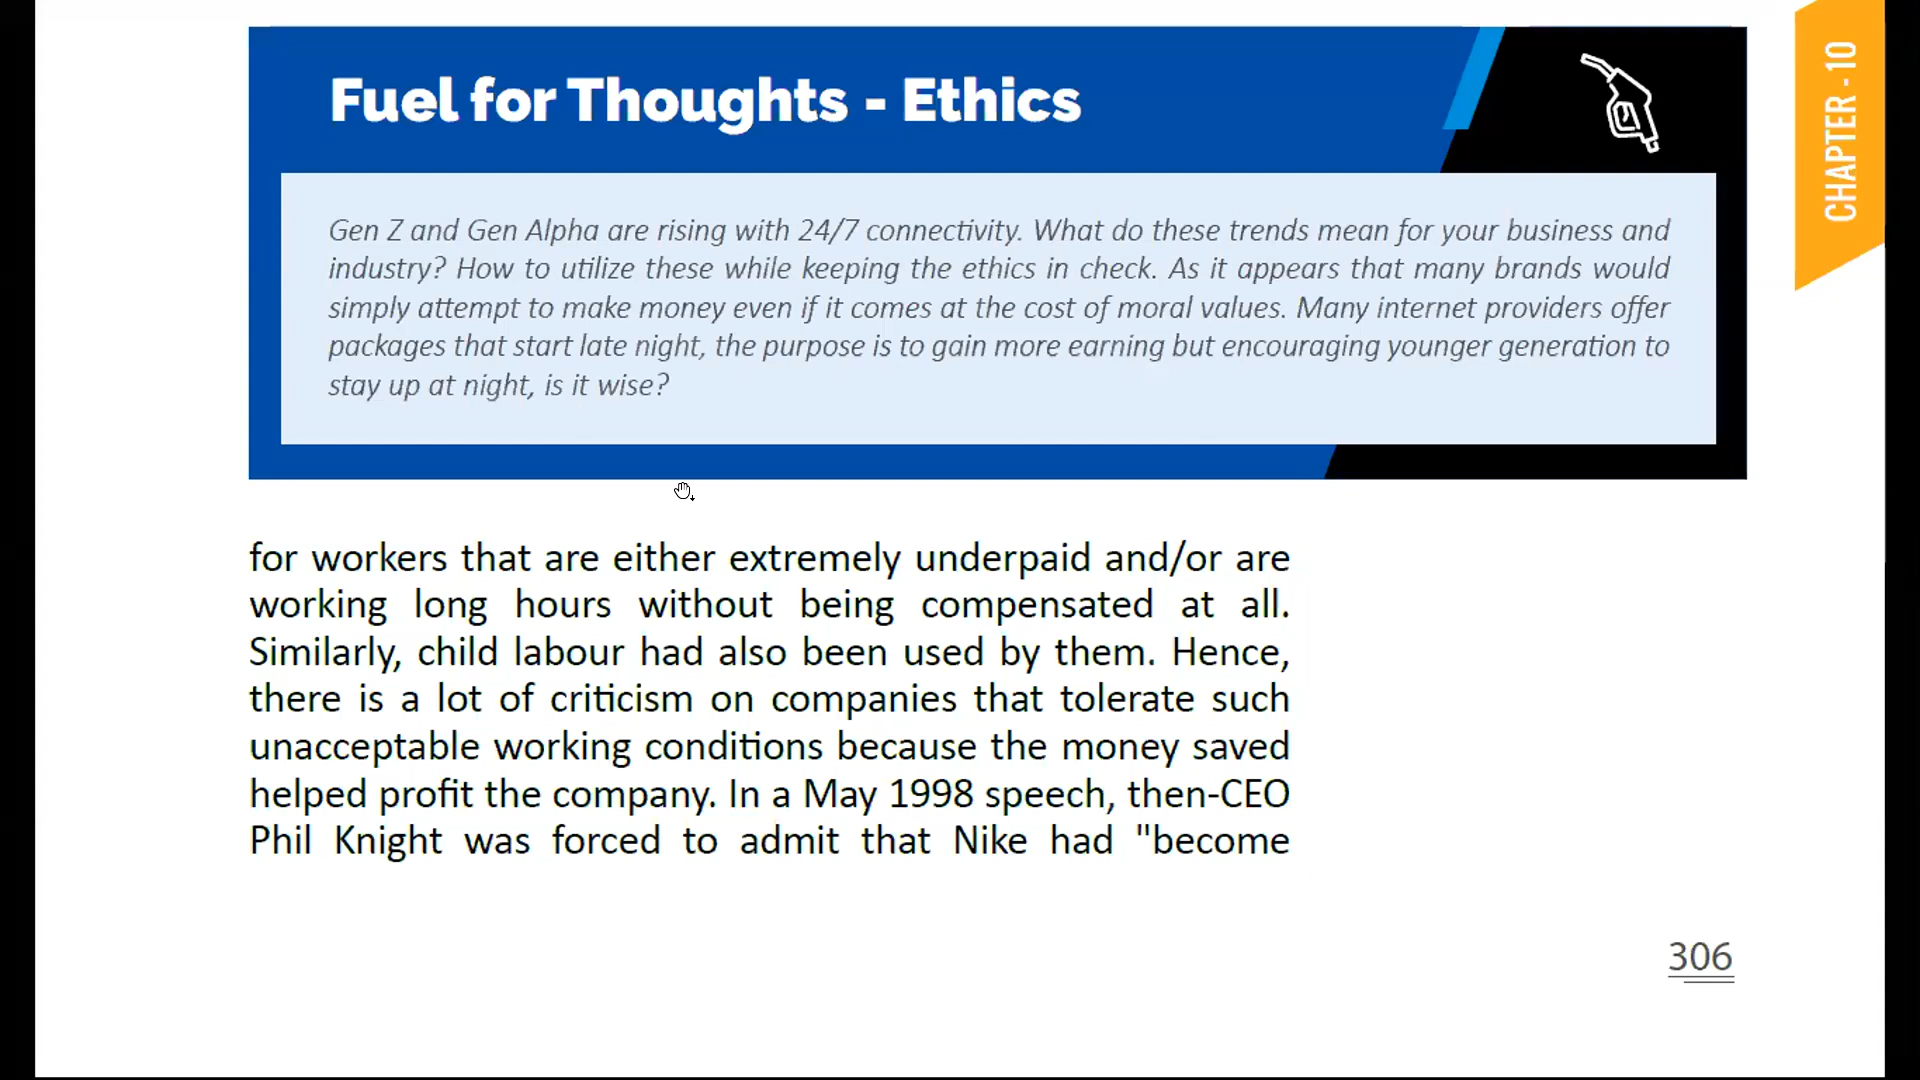 Fuel for Thoughts - Ethics
CHAPTER - 10
Gen Z and Gen Alpha are rising with 24/7 connectivity. What do these trends mean for your business and
industry? How to utilize these while keeping the ethics in check. As it appears that many brands would
simply attempt to make money even if it comes at the cost of moral values. Many internet providers offer
packages that start late night, the purpose is to gain more earning but encouraging younger generation to
stay up at night, is it wise?
for workers that are either extremely underpaid and/or are
working long hours without being compensated at all.
Similarly, child labour had also been used by them. Hence,
there is a lot of criticism on companies that tolerate such
unacceptable working conditions because the money saved
helped profit the company. In a May 1998 speech, then-CEO
Phil Knight was forced to admit that Nike had "become
306